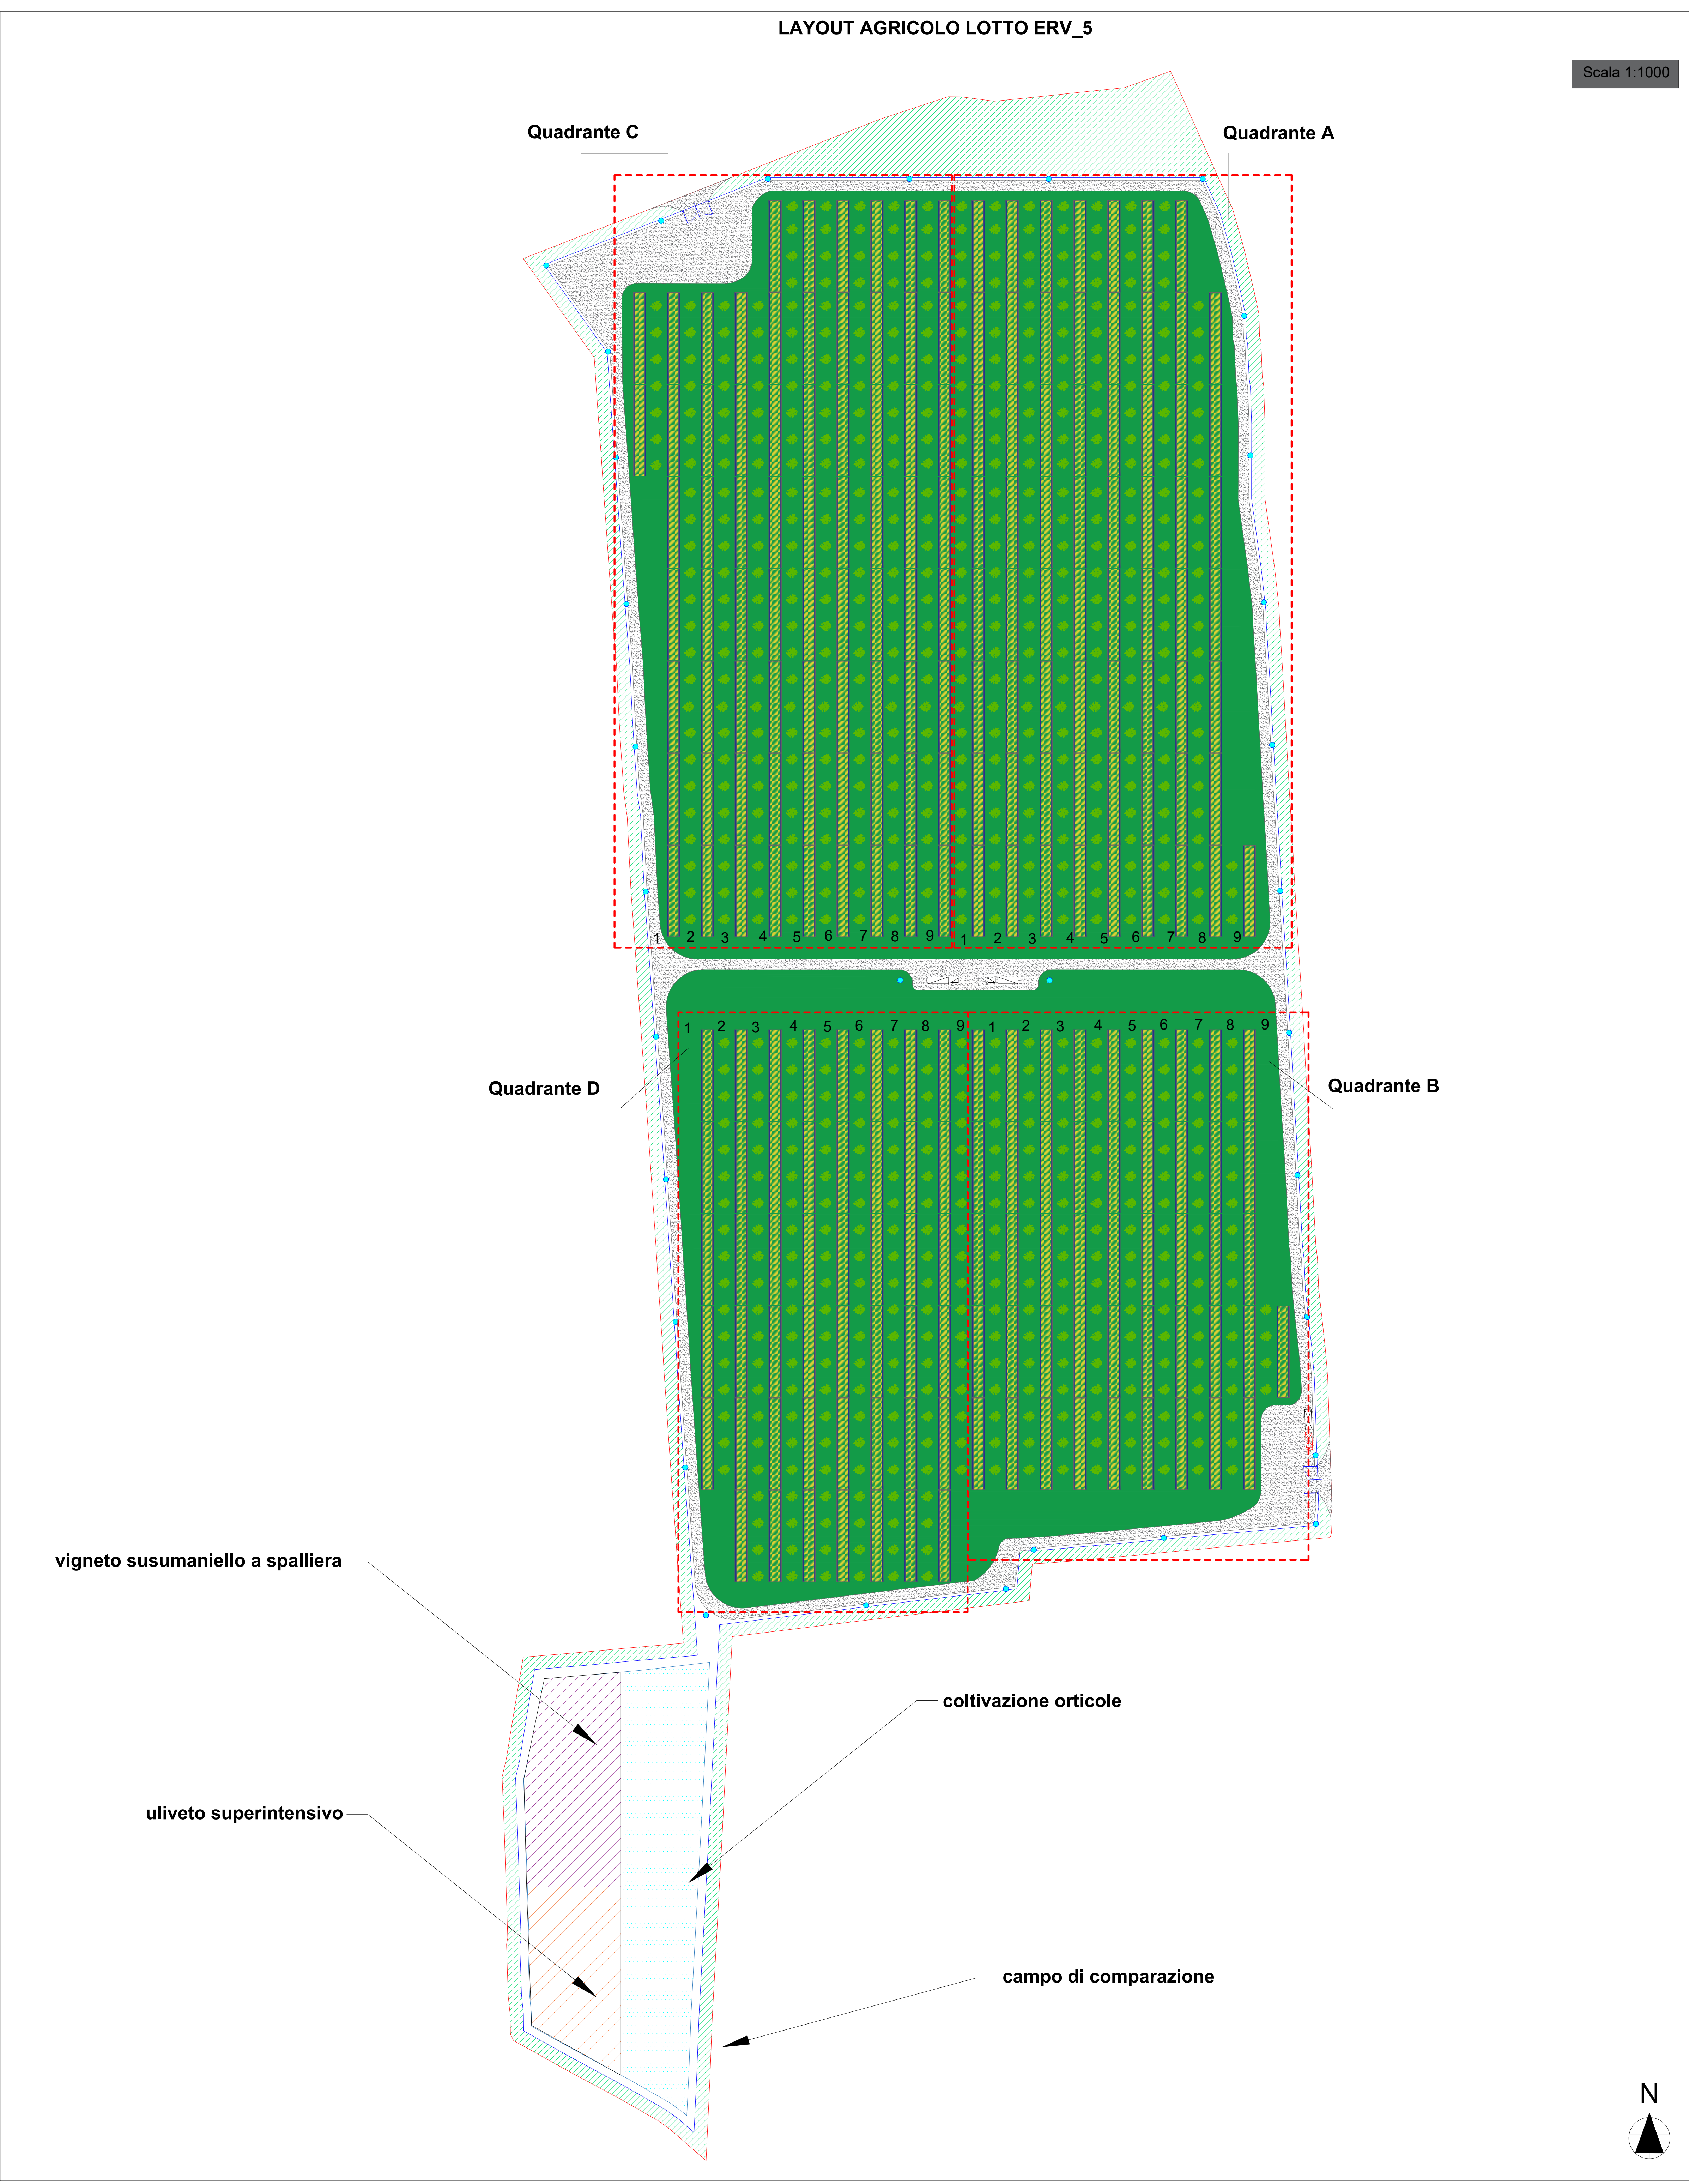 LAYOUT AGRICOLO LOTTO ERV_5
Scala 1:1000
Quadrante C
Quadrante A
1 2 3 4 5 6 7 8 9 1 2 3 4 5 6 7 8 9
1 2 3 4 5 6 7 8 9 1 2 3 4 5 6 7 8 9
Quadrante D
Quadrante B
vigneto susumaniello a spalliera
coltivazione orticole
uliveto superintensivo
campo di comparazione
N